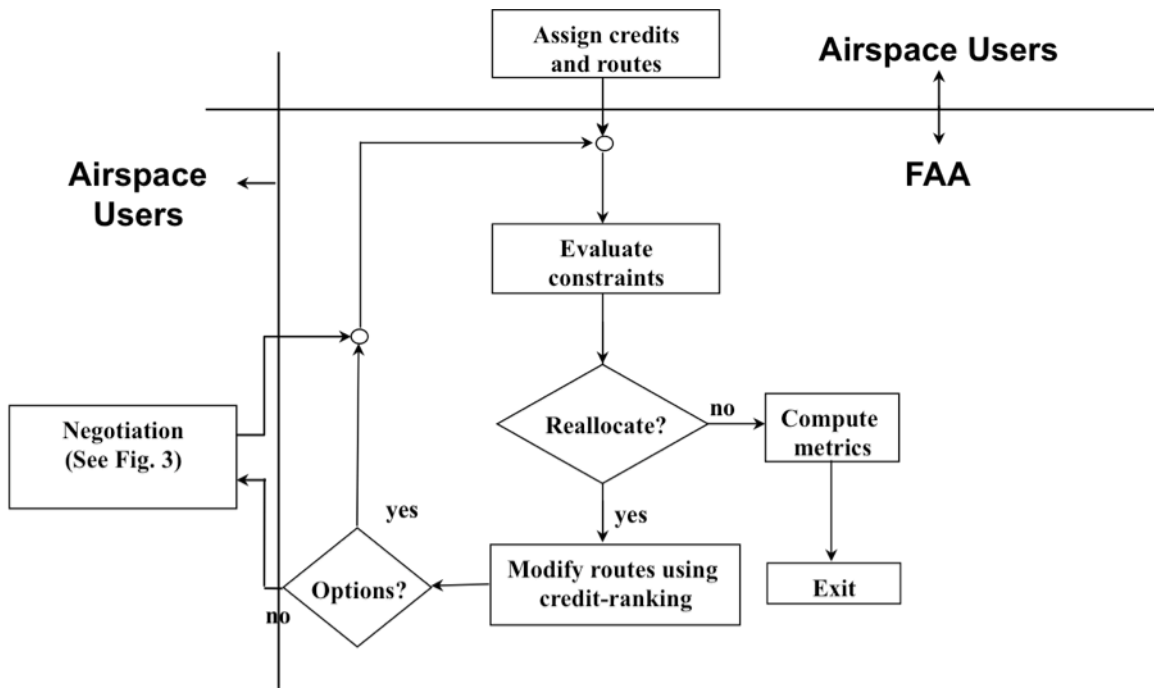 Assign credits
and routes
Airspace Users
Airspace
Users
FAA
Evaluate
constraints
Reallocate?
no
Compute
metrics
Negotiation
(See Fig. 3)
yes
yes
Options?
no
Modify routes using
credit-ranking
Exit